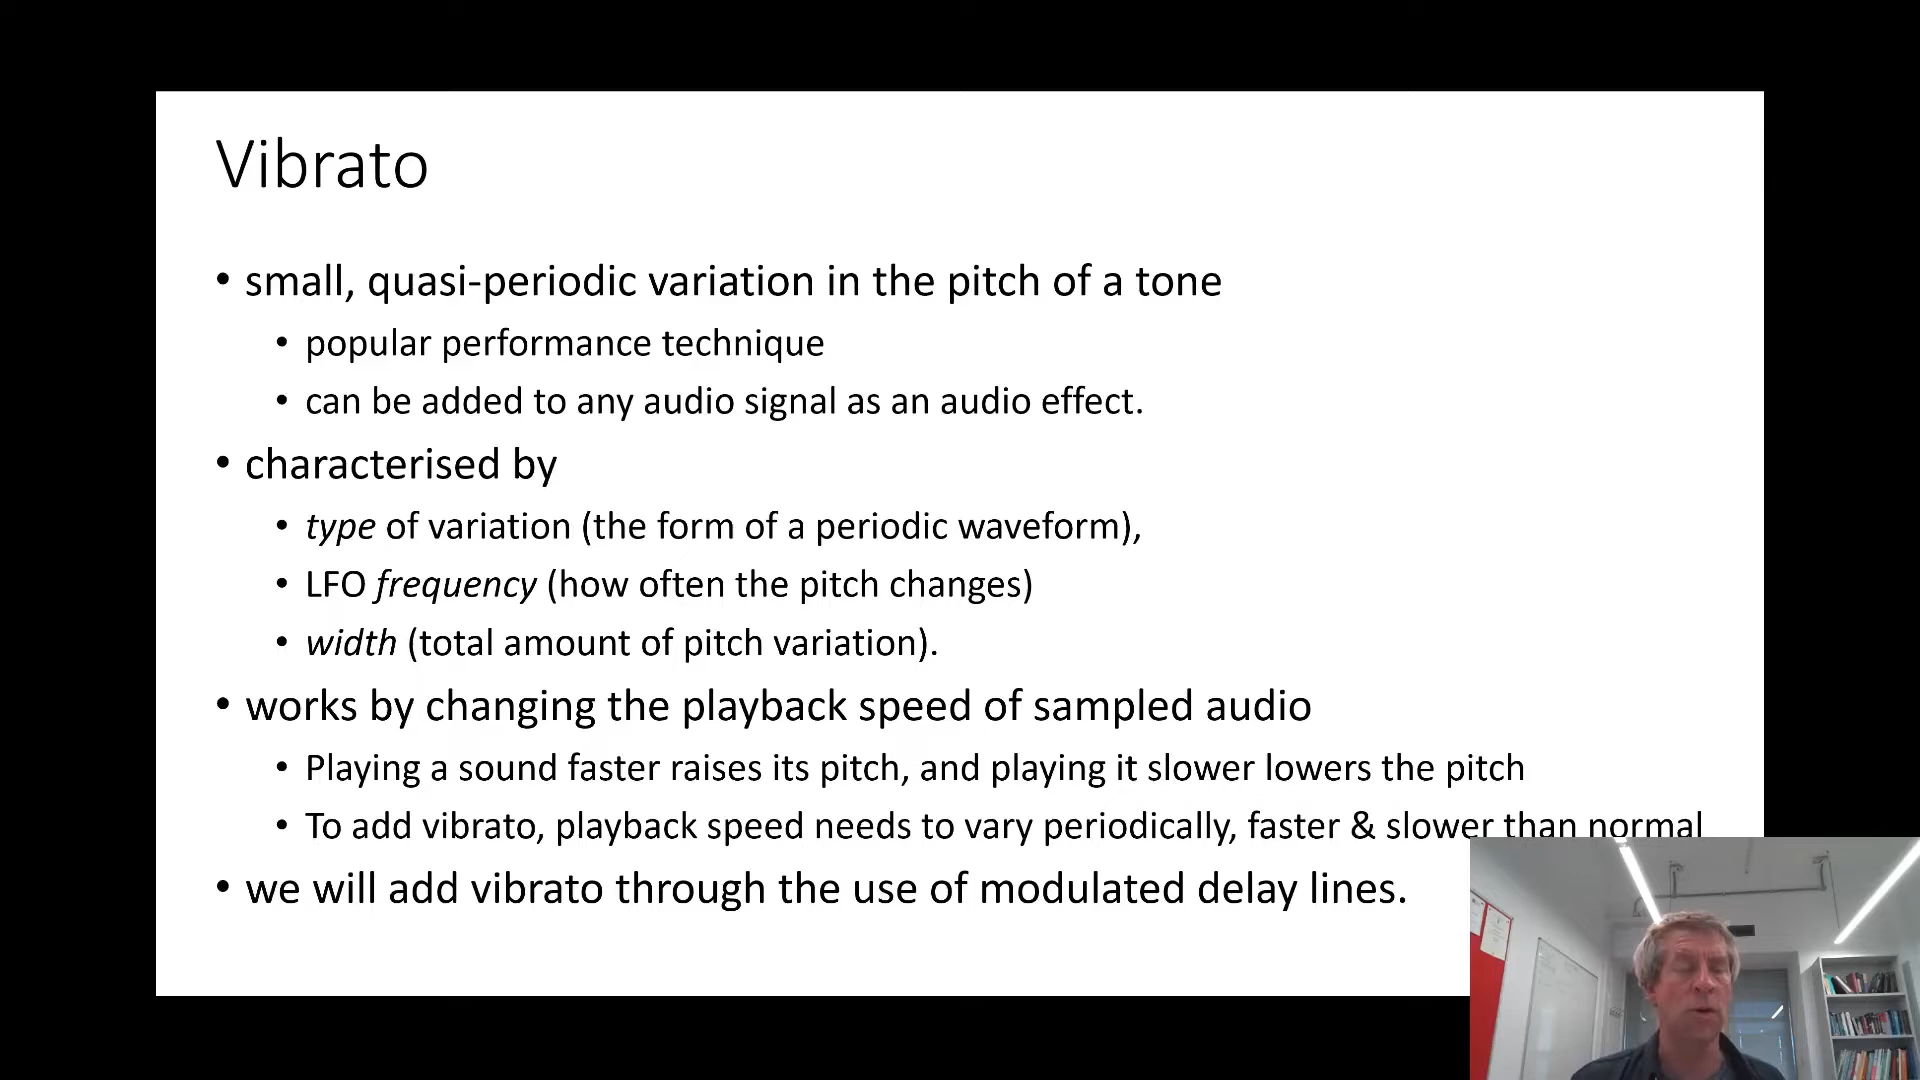 Vibrato
• small, quasi-periodic variation in the pitch of a tone
• popular performance technique
• can be added to any audio signal as an audio effect.
• characterised by
• type of variation (the form of a periodic waveform),
• LFO frequency (how often the pitch changes)
• width (total amount of pitch variation).
• works by changing the playback speed of sampled audio
• Playing a sound faster raises its pitch, and playing it slower lowers the pitch
• To add vibrato, playback speed needs to vary periodically, faster & slower than normal
• we will add vibrato through the use of modulated delay lines.